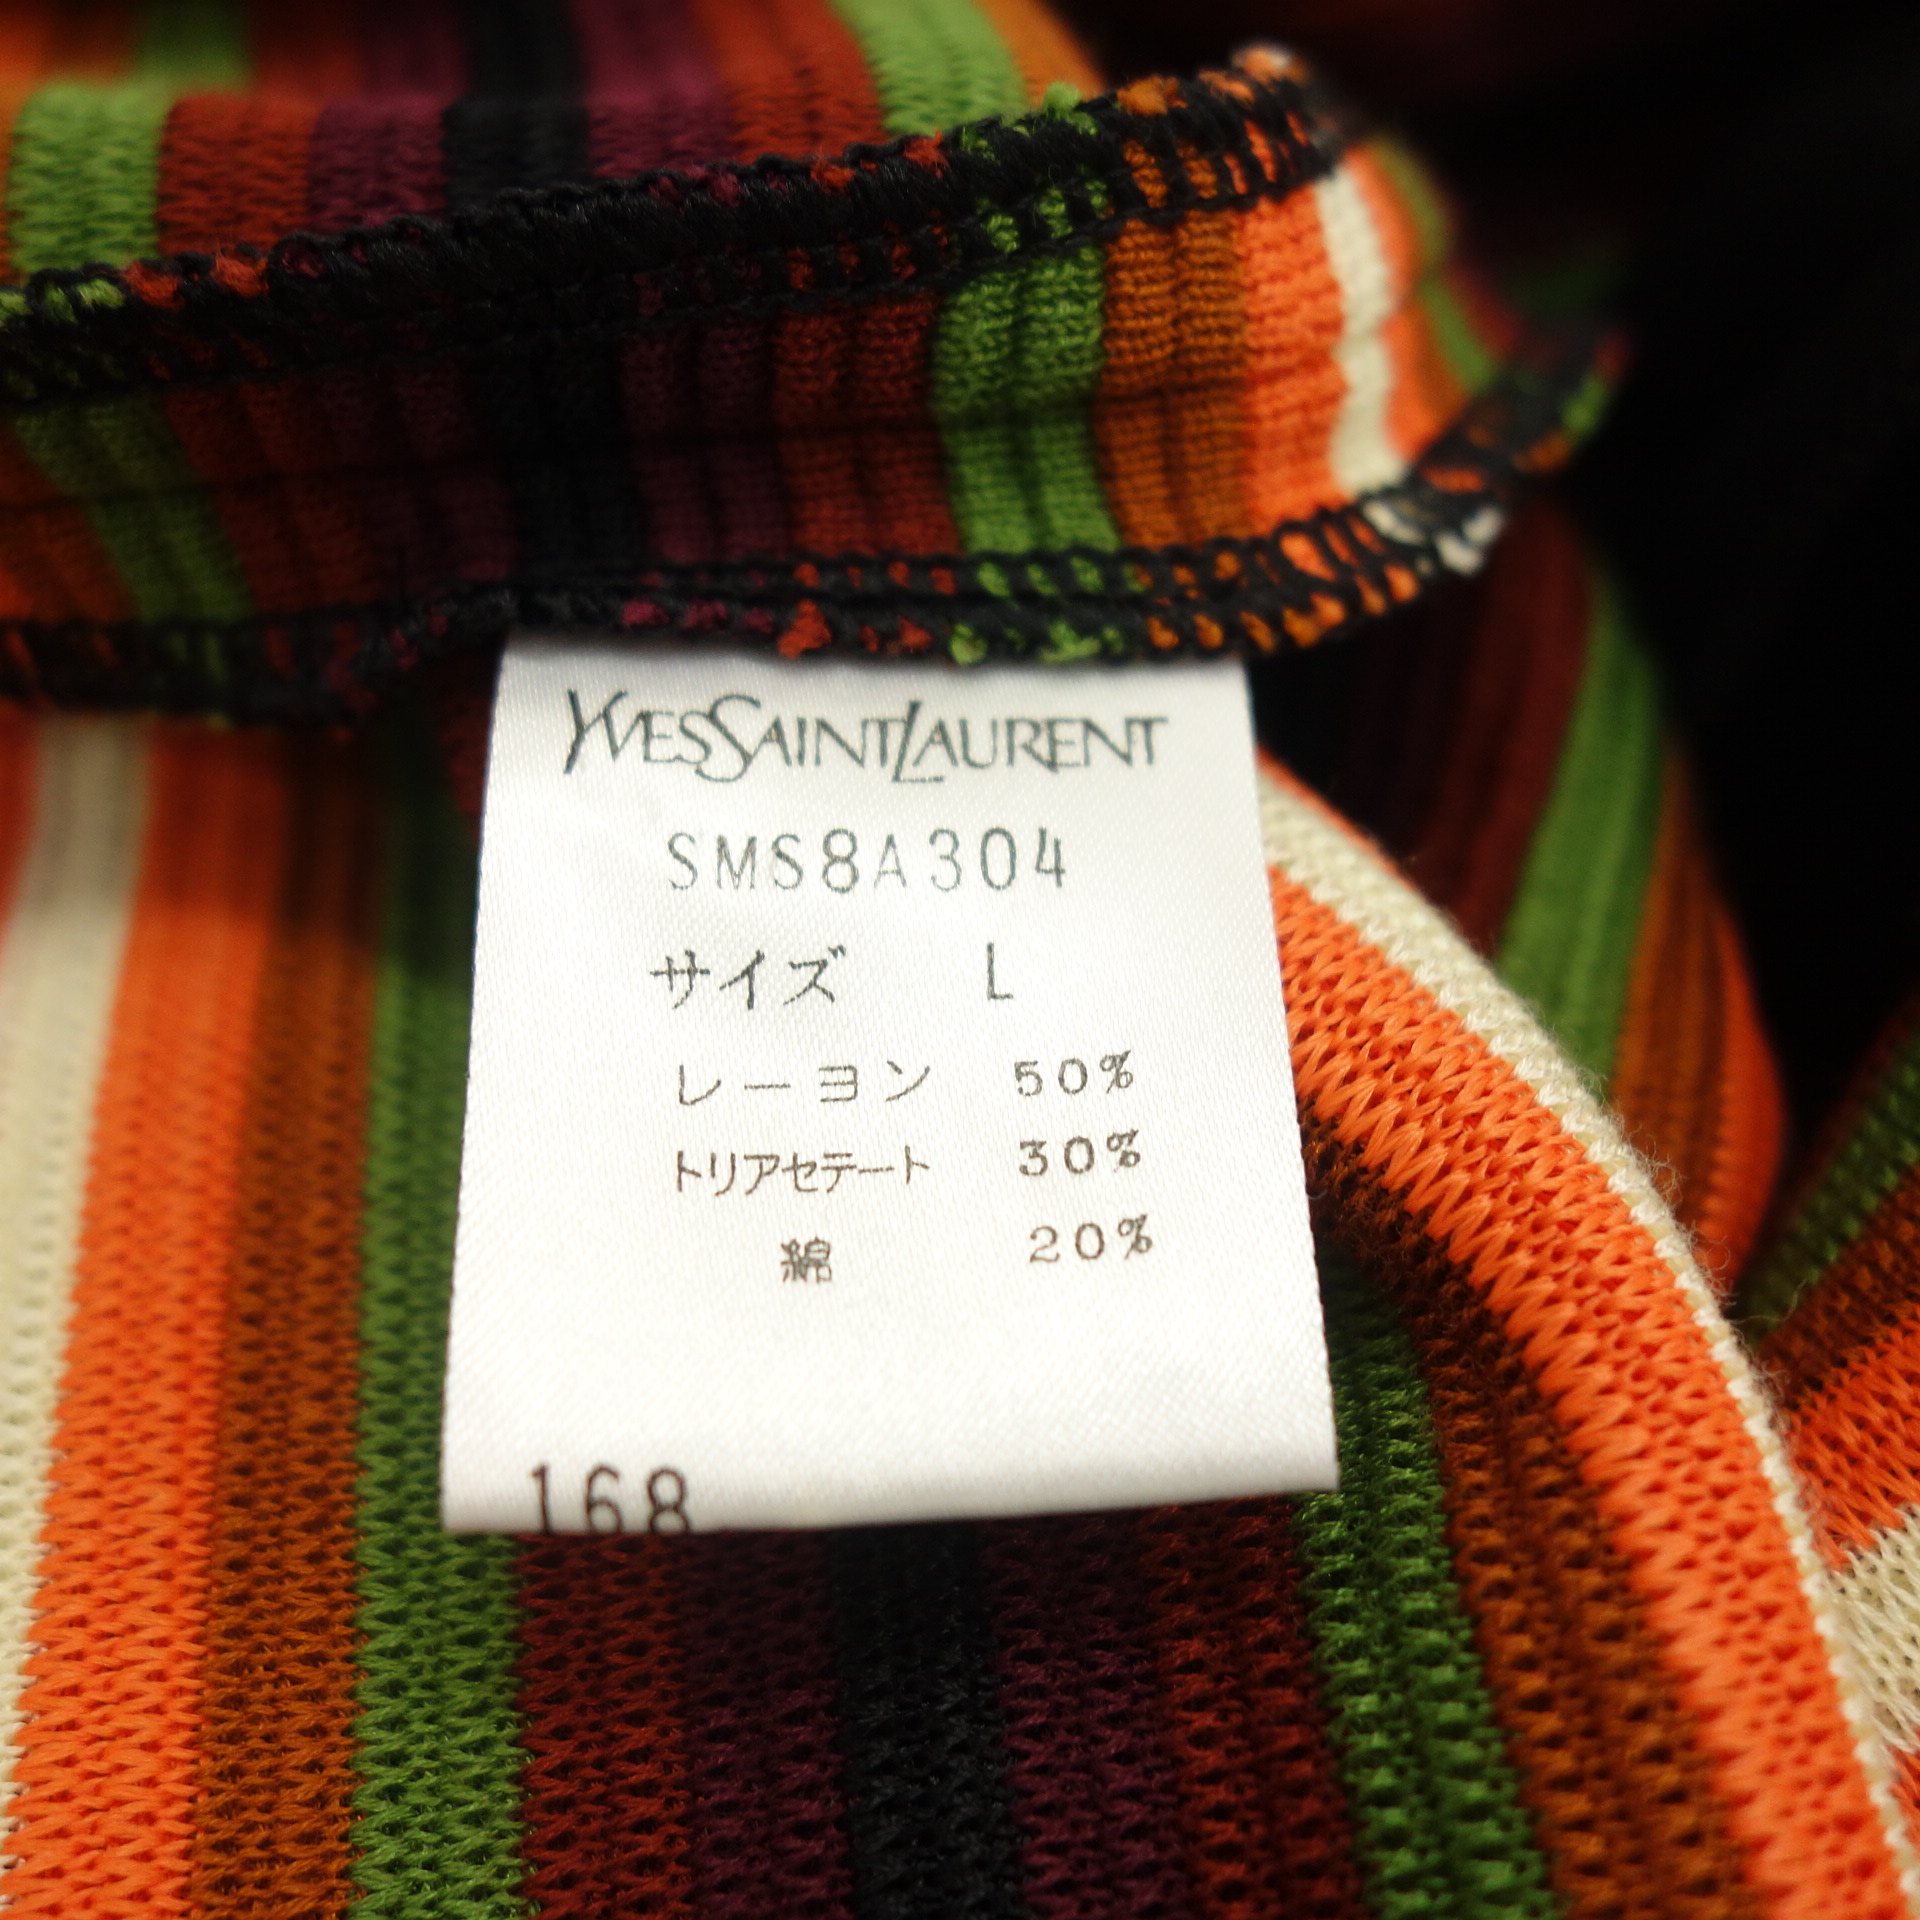 YVESSAINTLAURENT
SMS8A304
サイズ L
レーヨン 50%
トリアセテート 30%
綿 20%
168